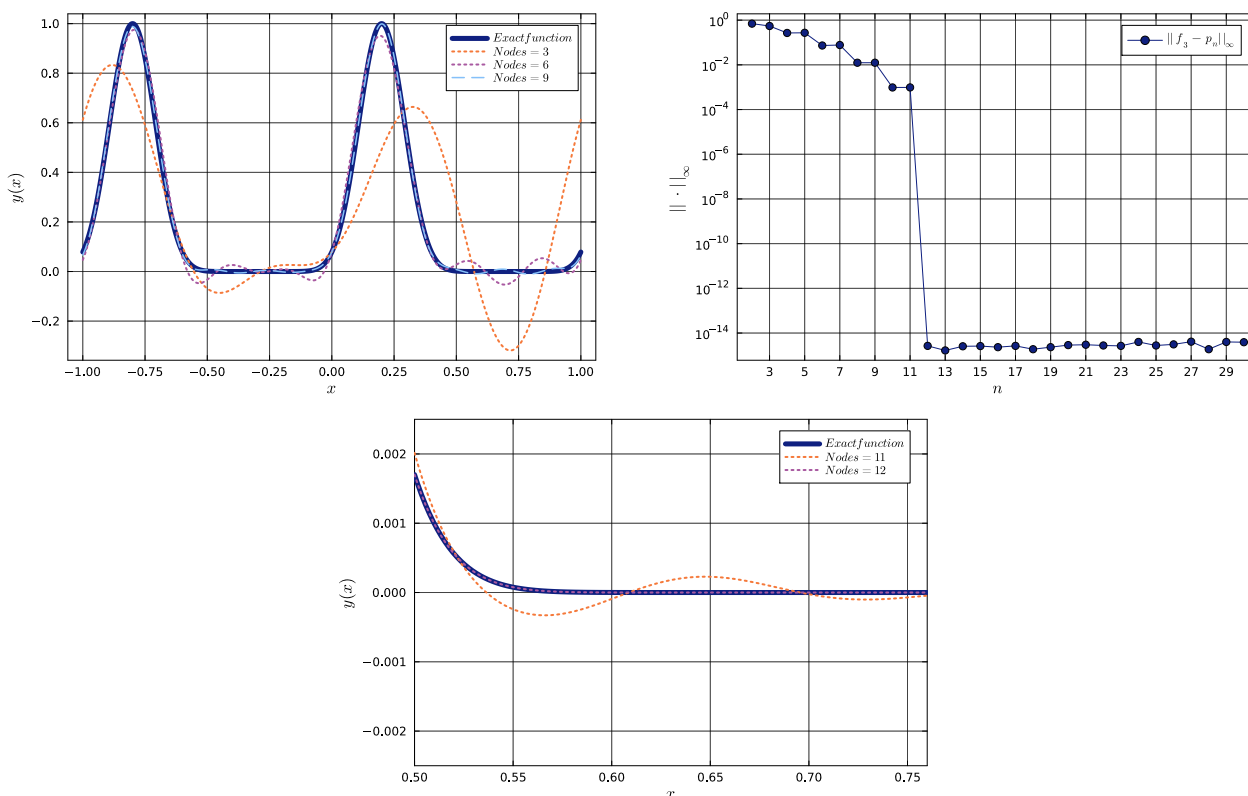 1.0
0.8
0.6
0.4
0.2
0.0
−0.2
y(x)
−1.00 −0.75 −0.50 −0.25 0.00 0.25 0.50 0.75 1.00
x
Exactfunction
Nodes = 3
Nodes = 6
Nodes = 9
10⁰
10⁻²
10⁻⁴
10⁻⁶
10⁻⁸
10⁻¹⁰
10⁻¹²
10⁻¹⁴
|| · ||∞
3 5 7 9 11 13 15 17 19 21 23 25 27 29
n
|| f₃ − pₙ||∞
0.002
0.001
0.000
−0.001
−0.002
y(x)
0.50 0.55 0.60 0.65 0.70 0.75
x
Exactfunction
Nodes = 11
Nodes = 12